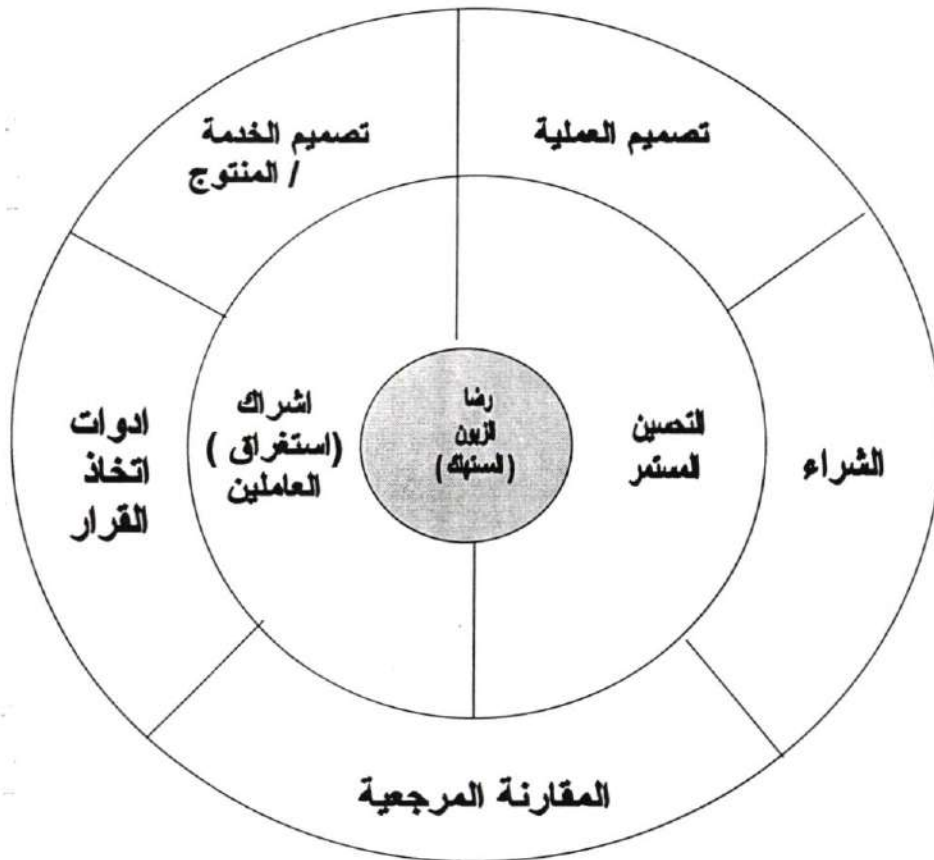 تصميم العملية
تصميم الخدمة
/ المنتوج
الشراء
التحسين
المستمر
رضا
الزبون
(المستهلك)
اشراك
(استغراق)
العاملين
ادوات
اتخاذ
القرار
المقارنة المرجعية